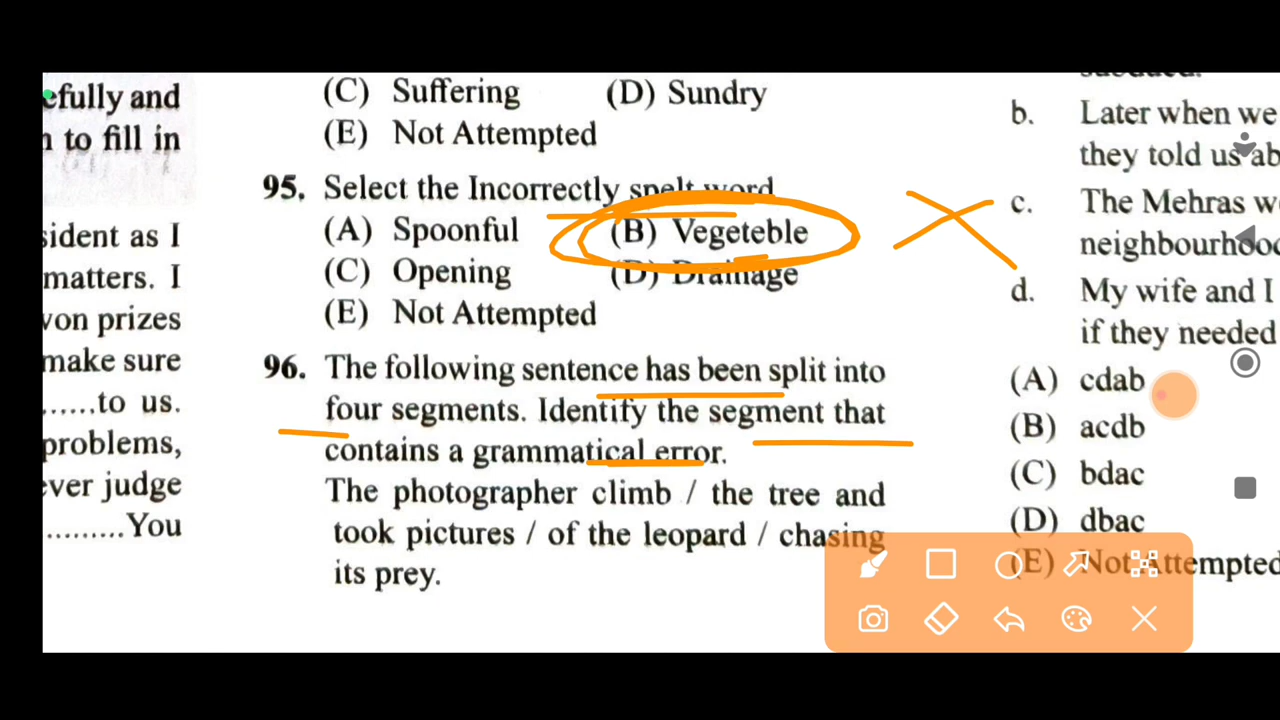 efully and
to fill in
sident as I
matters. I
von prizes
make sure
......to us.
problems,
ever judge
.........You
(C) Suffering (D) Sundry
(E) Not Attempted
95. Select the Incorrectly spelt word
(A) Spoonful (B) Vegeteble
(C) Opening (D) Drainage
(E) Not Attempted
96. The following sentence has been split into
four segments. Identify the segment that
contains a grammatical error.
The photographer climb / the tree and
took pictures / of the leopard / chasing
its prey.
b. Later when we
they told us ab
c. The Mehras w
neighbourhoo
d. My wife and I
if they needed
(A) cdab
(B) acdb
(C) bdac
(D) dbac
(E) Not Attempted